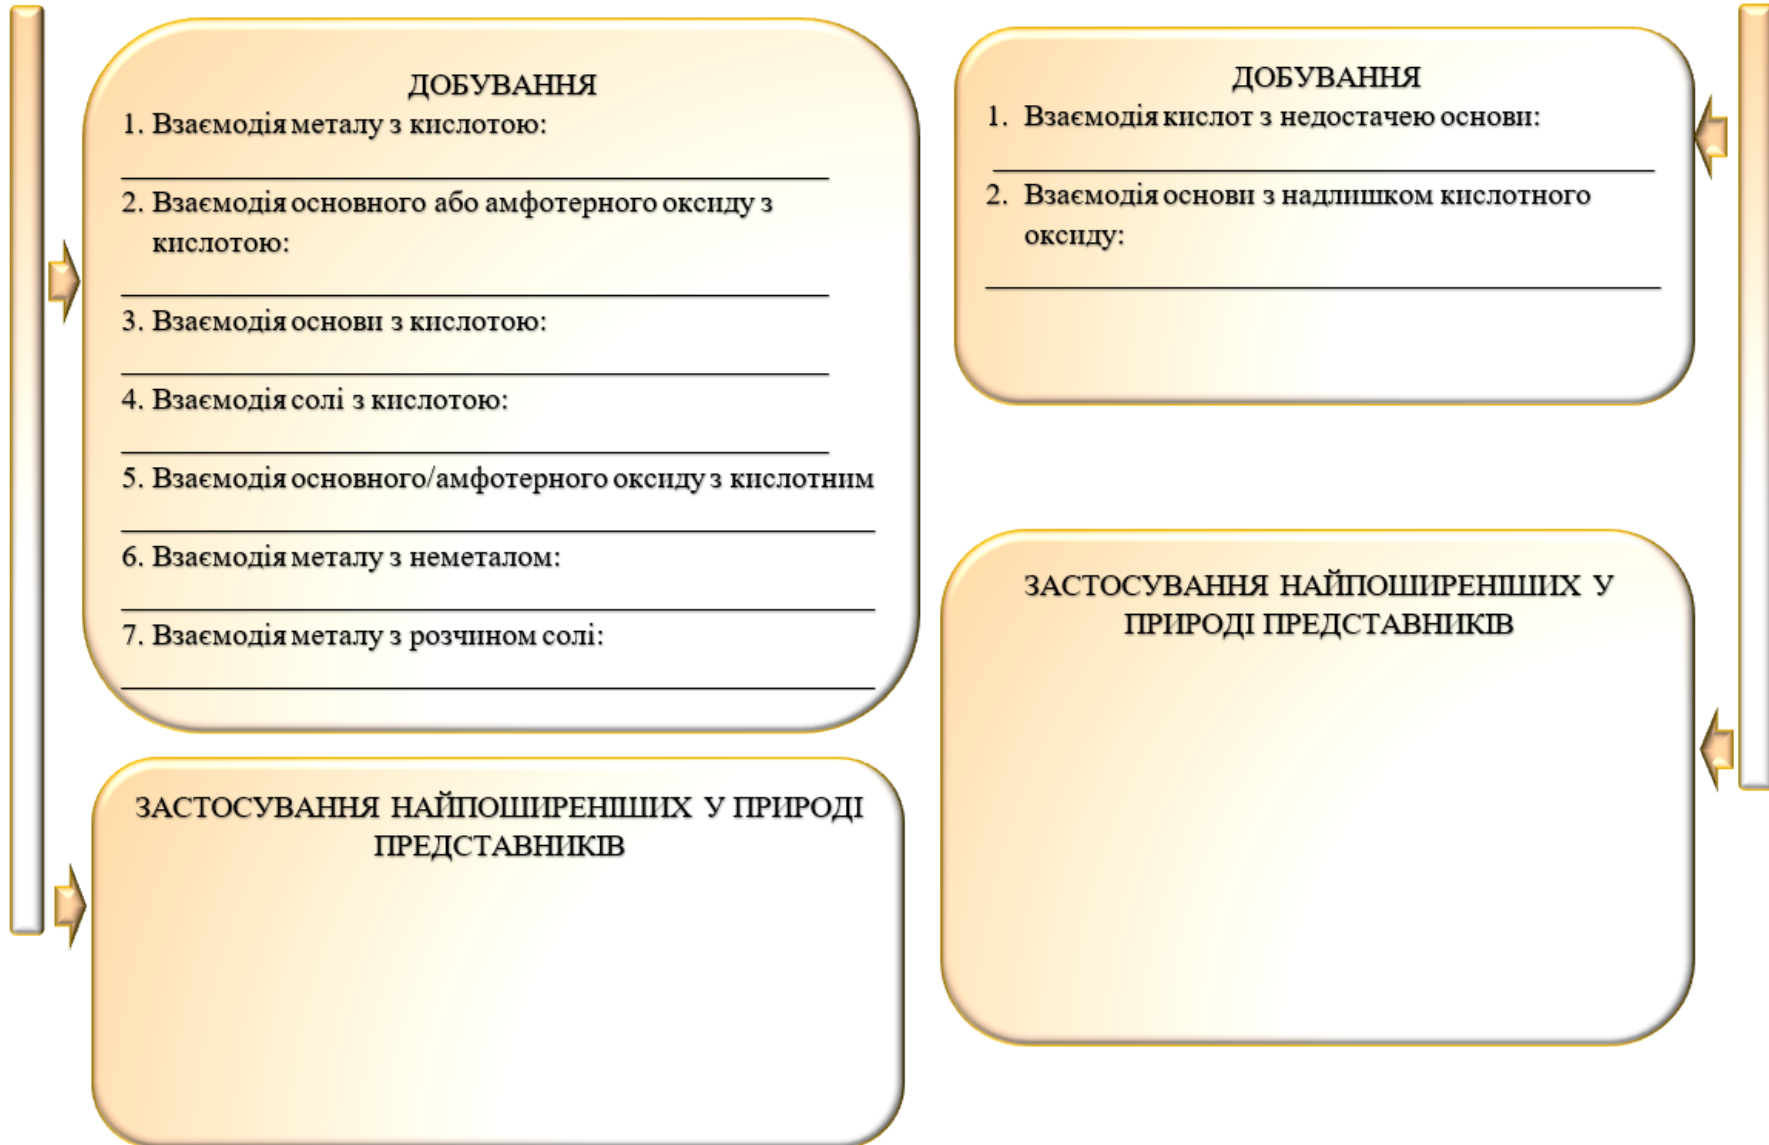 ДОБУВАННЯ
1. Взаємодія металу з кислотою:
2. Взаємодія основного або амфотерного оксиду з
кислотою:
3. Взаємодія основи з кислотою:
4. Взаємодія солі з кислотою:
5. Взаємодія основного/амфотерного оксиду з кислотним
6. Взаємодія металу з неметалом:
7. Взаємодія металу з розчином солі:
ЗАСТОСУВАННЯ НАЙПОШИРЕНІШИХ У ПРИРОДІ
ПРЕДСТАВНИКІВ
ДОБУВАННЯ
1. Взаємодія кислот з недостачею основи:
2. Взаємодія основи з надлишком кислотного
оксиду:
ЗАСТОСУВАННЯ НАЙПОШИРЕНІШИХ У
ПРИРОДІ ПРЕДСТАВНИКІВ